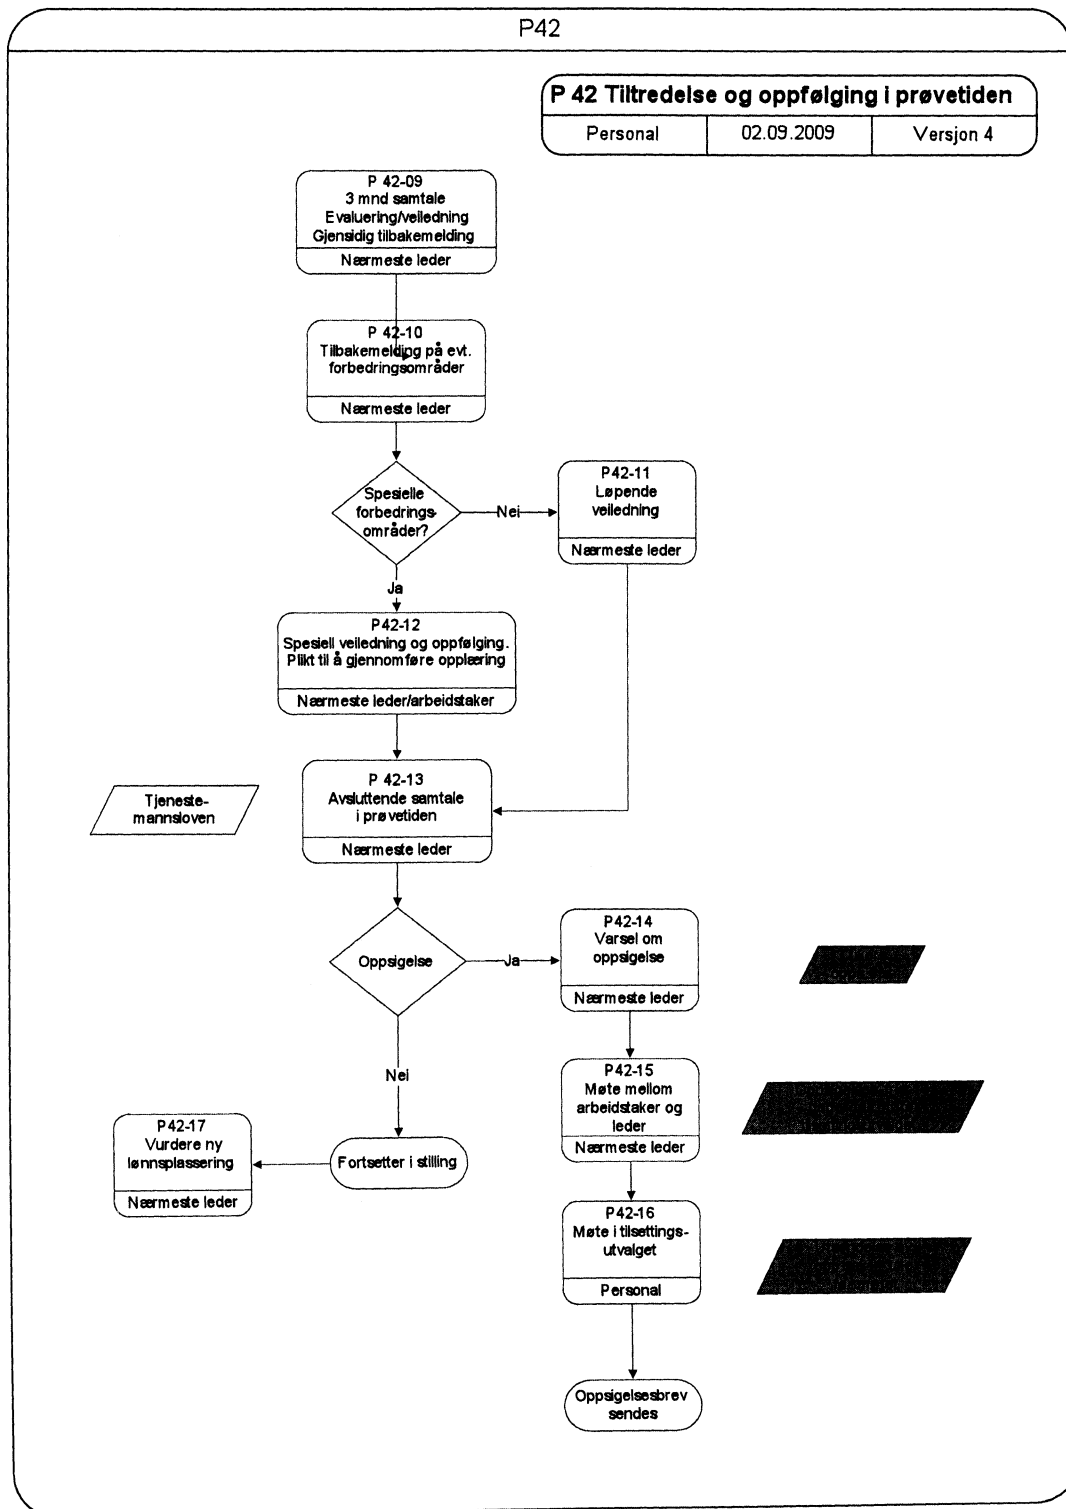 P42
P 42 Tiltredelse og oppfølging i prøvetiden
Personal
02.09.2009
Versjon 4
P 42-09
3 mnd samtale
Evaluering/veiledning
Gjensidig tilbakemelding
Nærmeste leder
P 42-10
Tilbakemelding på evt.
forbedringsområder
Nærmeste leder
Spesielle
forbedrings-
områder?
Nei
P42-11
Løpende
veiledning
Nærmeste leder
Ja
P42-12
Spesiell veiledning og oppfølging.
Plikt til å gjennomføre opplæring
Nærmeste leder/arbeidstaker
Tjeneste-
mannsloven
P 42-13
Avsluttende samtale
i prøvetiden
Nærmeste leder
Oppsigelse
Ja
P42-14
Varsel om
oppsigelse
Nærmeste leder
Nei
P42-15
Møte mellom
arbeidstaker og
leder
Nærmeste leder
P42-17
Vurdere ny
lønnsplassering
Nærmeste leder
Fortsetter i stilling
P42-16
Møte i tilsettings-
utvalget
Personal
Oppsigelsesbrev
sendes